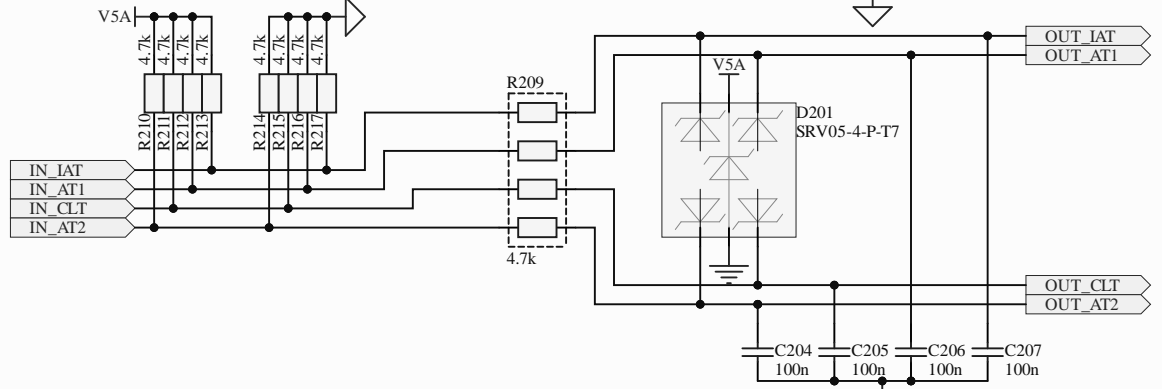 V5A
4.7k
4.7k
4.7k
4.7k
4.7k
4.7k
4.7k
4.7k
R210
R211
R212
R213
R214
R215
R216
R217
IN_IAT
IN_AT1
IN_CLT
IN_AT2
R209
4.7k
V5A
D201
SRV05-4-P-T7
OUT_IAT
OUT_AT1
OUT_CLT
OUT_AT2
C204
100n
C205
100n
C206
100n
C207
100n